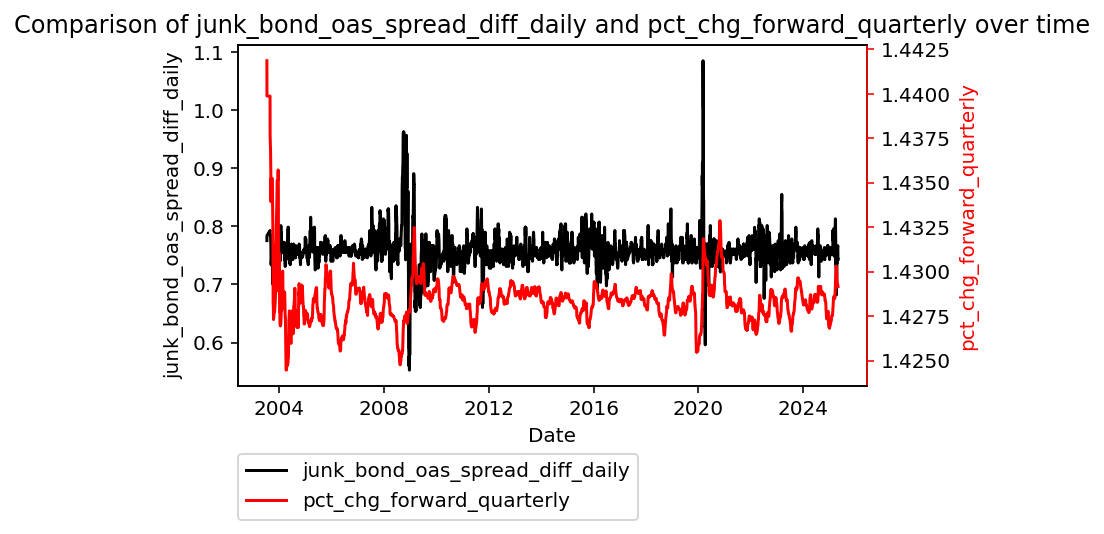 Comparison of junk_bond_oas_spread_diff_daily and pct_chg_forward_quarterly over time
junk_bond_oas_spread_diff_daily
1.1
1.0
0.9
0.8
0.7
0.6
1.4425
1.4400
1.4375
1.4350
1.4325
1.4300
1.4275
1.4250
pct_chg_forward_quarterly
2004 2008 2012 2016 2020 2024
Date
junk_bond_oas_spread_diff_daily
pct_chg_forward_quarterly